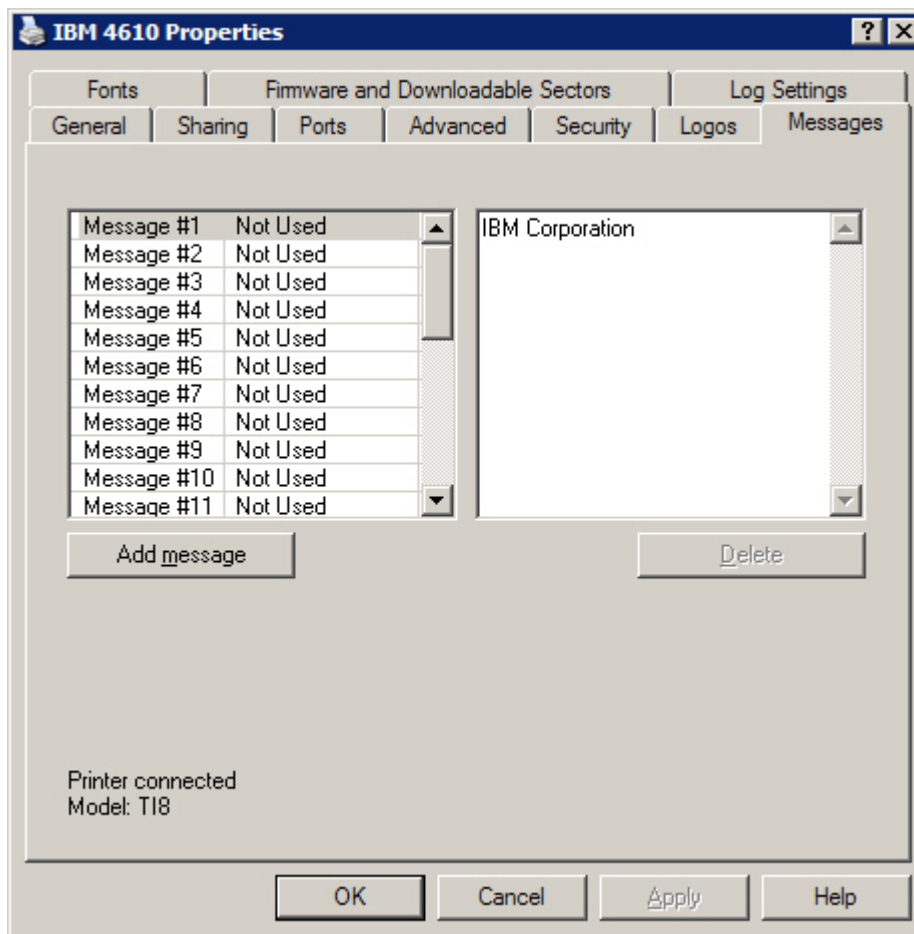 IBM 4610 Properties
Fonts Firmware and Downloadable Sectors Log Settings
General Sharing Ports Advanced Security Logos Messages
Message #1 Not Used IBM Corporation
Message #2 Not Used
Message #3 Not Used
Message #4 Not Used
Message #5 Not Used
Message #6 Not Used
Message #7 Not Used
Message #8 Not Used
Message #9 Not Used
Message #10 Not Used
Message #11 Not Used
Add message Delete
Printer connected
Model: TI8
OK Cancel Apply Help